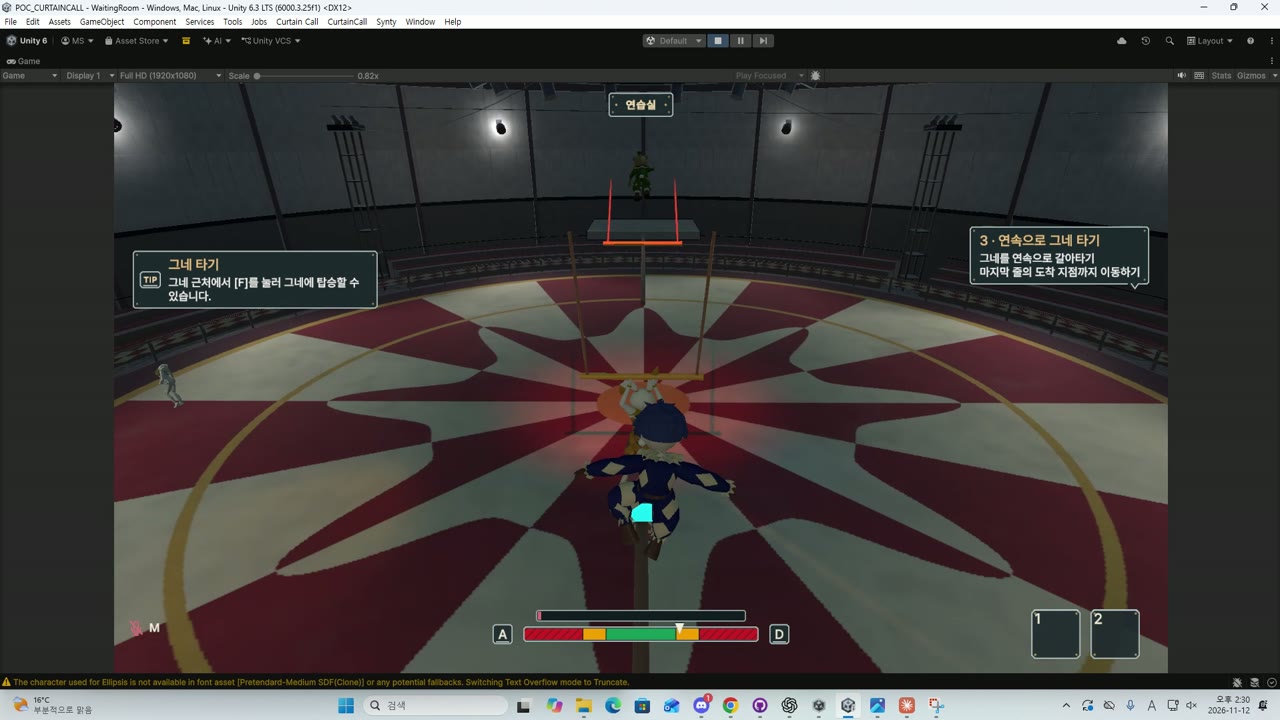 POC_CURTAINCALL - WaitingRoom - Windows, Mac, Linux - Unity 6.3 LTS (6000.3.25f1) <DX12>
File Edit Assets GameObject Component Services Tools Jobs Curtain Call CurtainCall Synty Window Help
Unity 6 MS Asset Store AI Unity VCS Default Layout
Game
Game Display 1 Full HD (1920x1080) Scale 0.82x Play Focused Stats Gizmos
연습실
그네 타기
TIP 그네 근처에서 [F]를 눌러 그네에 탑승할 수
있습니다.
3 · 연속으로 그네 타기
그네를 연속으로 갈아타기
마지막 줄의 도착 지점까지 이동하기
M
A D
1 2
The character used for Ellipsis is not available in font asset [Pretendard-Medium SDF(Clone)] or any potential fallbacks. Switching Text Overflow mode to Truncate.
16°C
부분적으로 맑음
검색
1
A
오후 2:30
2026-11-12